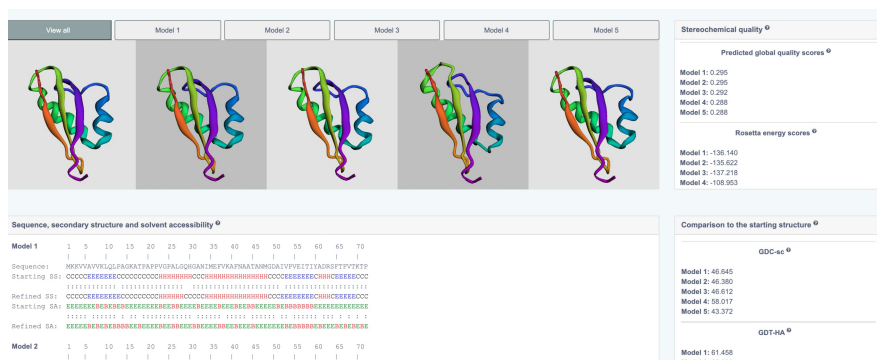 View all
Model 1
Model 2
Model 3
Model 4
Model 5
Stereochemical quality
Predicted global quality scores
Model 1: 0.295
Model 2: 0.295
Model 3: 0.292
Model 4: 0.288
Model 5: 0.288
Rosetta energy scores
Model 1: -136.140
Model 2: -135.622
Model 3: -137.218
Model 4: -108.953
Sequence, secondary structure and solvent accessibility
Model 1 1 5 10 15 20 25 30 35 40 45 50 55 60 65 70
Sequence: MKKVVAVVKLQLPAGKATPAPPVGPALGQHGANIMEFVKAFNAATANMGDAIVPVEITIYADRSFTFVTKTP
Starting SS:
Refined SS:
Starting SA:
Refined SA:
Model 2 1 5 10 15 20 25 30 35 40 45 50 55 60 65 70
Comparison to the starting structure
GDC-sc
Model 1: 46.645
Model 2: 46.380
Model 3: 46.612
Model 4: 58.017
Model 5: 43.372
GDT-HA
Model 1: 61.458